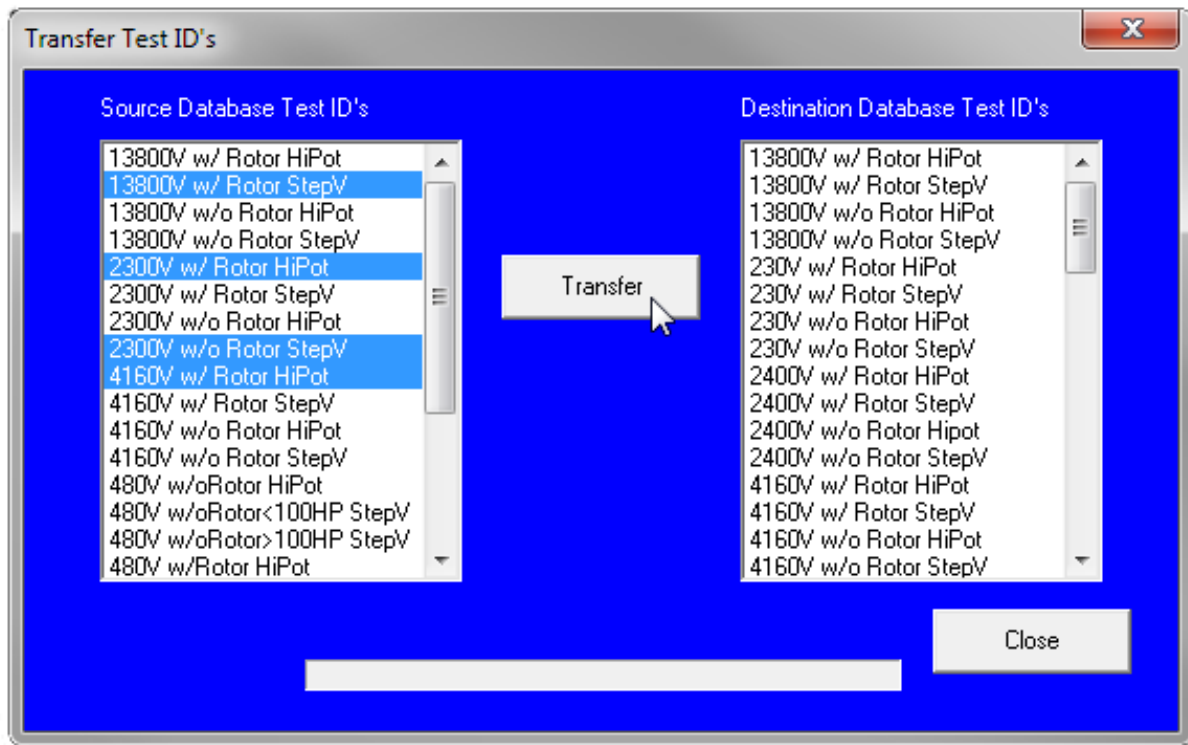 Transfer Test ID's
Source Database Test ID's
13800V w/ Rotor HiPot
13800V w/ Rotor StepV
13800V w/o Rotor HiPot
13800V w/o Rotor StepV
2300V w/ Rotor HiPot
2300V w/ Rotor StepV
2300V w/o Rotor HiPot
2300V w/o Rotor StepV
4160V w/ Rotor HiPot
4160V w/ Rotor StepV
4160V w/o Rotor HiPot
4160V w/o Rotor StepV
480V w/oRotor HiPot
480V w/oRotor<100HP StepV
480V w/oRotor>100HP StepV
480V w/Rotor HiPot
Transfer
Destination Database Test ID's
13800V w/ Rotor HiPot
13800V w/ Rotor StepV
13800V w/o Rotor HiPot
13800V w/o Rotor StepV
230V w/ Rotor HiPot
230V w/ Rotor StepV
230V w/o Rotor HiPot
230V w/o Rotor StepV
2400V w/ Rotor HiPot
2400V w/ Rotor StepV
2400V w/o Rotor Hipot
2400V w/o Rotor StepV
4160V w/ Rotor HiPot
4160V w/ Rotor StepV
4160V w/o Rotor HiPot
4160V w/o Rotor StepV
Close